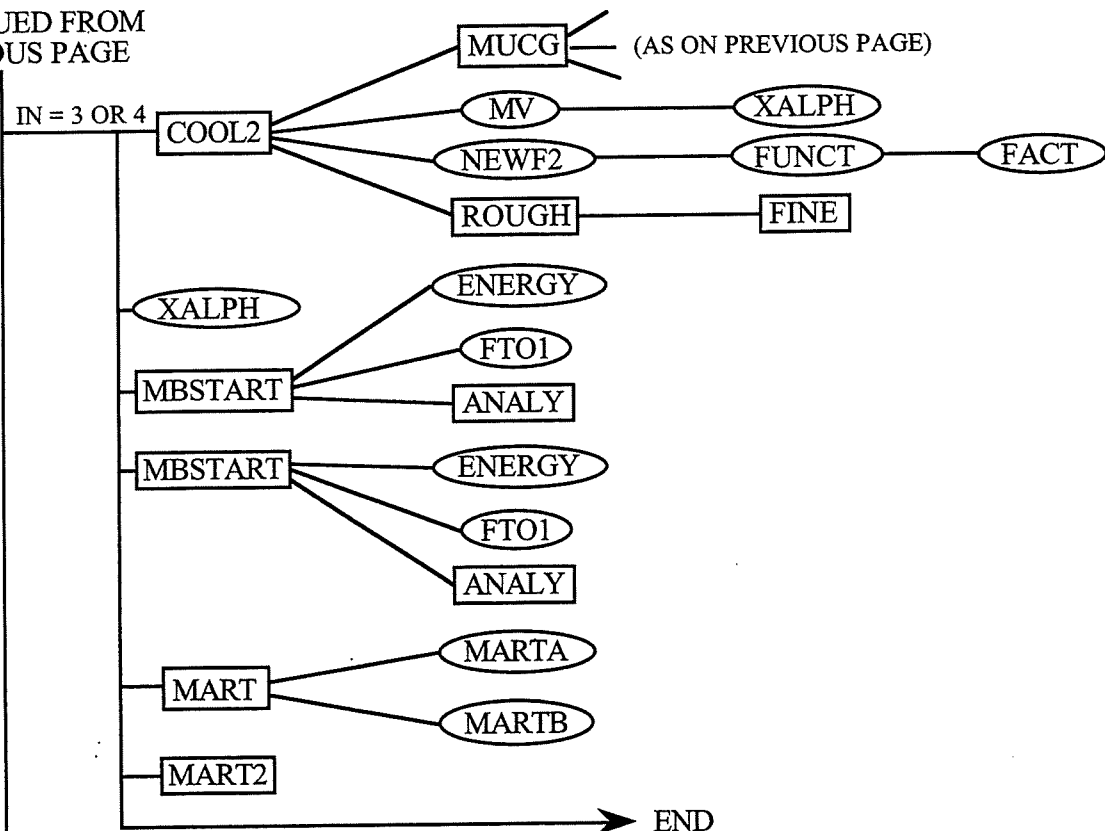 UED FROM
OUS PAGE
IN = 3 OR 4
COOL2
MUCG
(AS ON PREVIOUS PAGE)
MV
XALPH
NEWF2
FUNCT
FACT
ROUGH
FINE
XALPH
MBSTART
ENERGY
FTO1
ANALY
MBSTART
ENERGY
FTO1
ANALY
MART
MARTA
MARTB
MART2
END